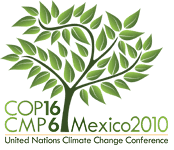 COP16
CMP6 Mexico2010
United Nations Climate Change Conference